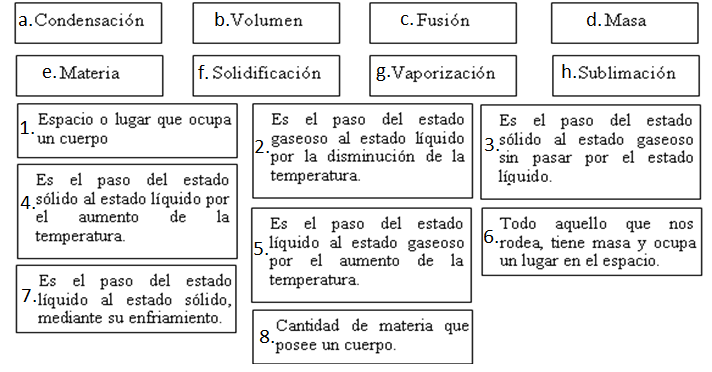 a. Condensación
b. Volumen
c. Fusión
d. Masa
e. Materia
f. Solidificación
g. Vaporización
h. Sublimación
1. Espacio o lugar que ocupa
un cuerpo
2. Es el paso del estado
gaseoso al estado líquido
por la disminución de la
temperatura.
3. Es el paso del estado
sólido al estado gaseoso
sin pasar por el estado
líquido.
4. Es el paso del estado
sólido al estado líquido por
el aumento de la
temperatura.
5. Es el paso del estado
líquido al estado gaseoso
por el aumento de la
temperatura.
6. Todo aquello que nos
rodea, tiene masa y ocupa
un lugar en el espacio.
7. Es el paso del estado
líquido al estado sólido,
mediante su enfriamiento.
8. Cantidad de materia que
posee un cuerpo.